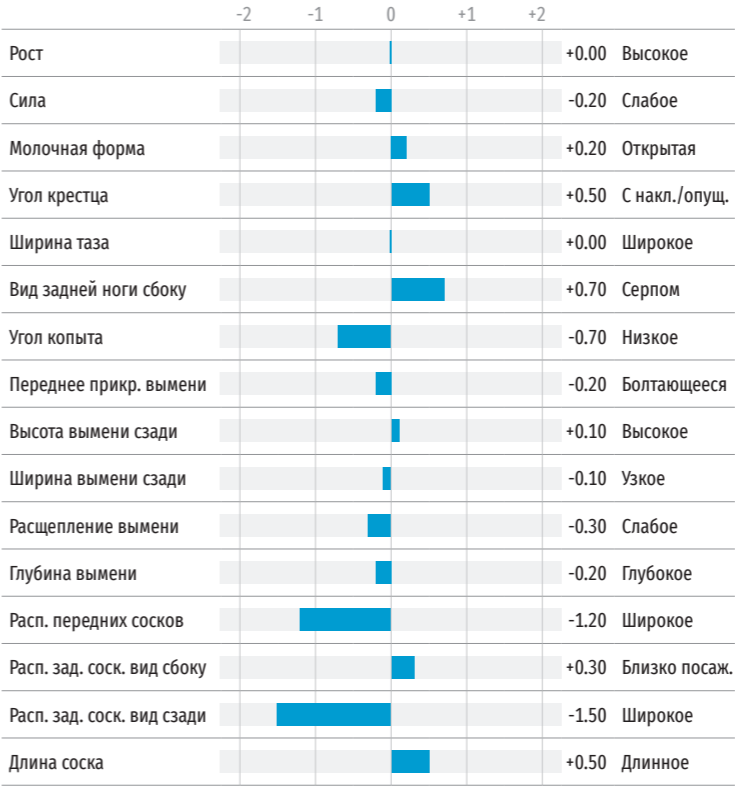 -2 -1 0 +1 +2
Рост +0.00 Высокое
Сила -0.20 Слабое
Молочная форма +0.20 Открытая
Угол крестца +0.50 С накл./опущ.
Ширина таза +0.00 Широкое
Вид задней ноги сбоку +0.70 Серпом
Угол копыта -0.70 Низкое
Переднее прикр. вымени -0.20 Болтающееся
Высота вымени сзади +0.10 Высокое
Ширина вымени сзади -0.10 Узкое
Расщепление вымени -0.30 Слабое
Глубина вымени -0.20 Глубокое
Расп. передних сосков -1.20 Широкое
Расп. зад. соск. вид сбоку +0.30 Близко посаж.
Расп. зад. соск. вид сзади -1.50 Широкое
Длина соска +0.50 Длинное